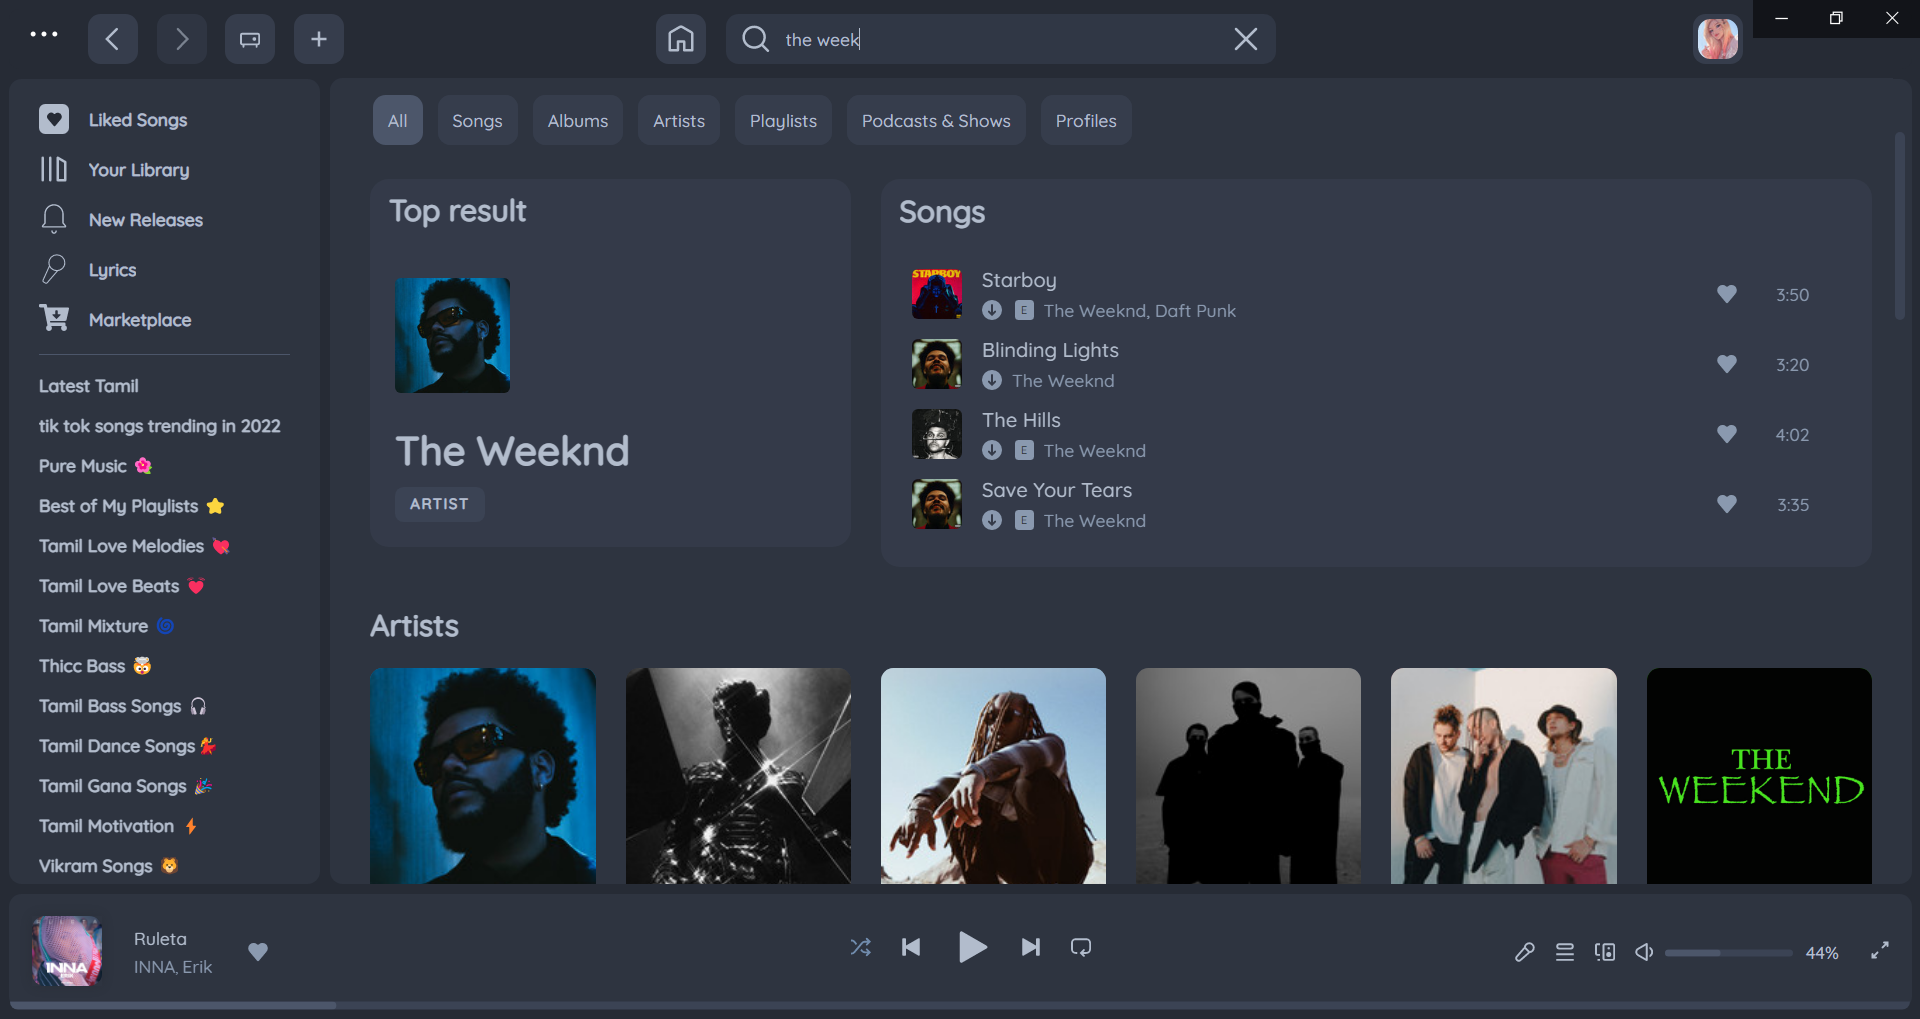 the week
Liked Songs
Your Library
New Releases
Lyrics
Marketplace
Latest Tamil
tik tok songs trending in 2022
Pure Music 🌺
Best of My Playlists ⭐
Tamil Love Melodies 💘
Tamil Love Beats 💓
Tamil Mixture 🌀
Thicc Bass 🤯
Tamil Bass Songs 🎧
Tamil Dance Songs 💃
Tamil Gana Songs 🎉
Tamil Motivation ⚡
Vikram Songs 🦁
All Songs Albums Artists Playlists Podcasts & Shows Profiles
Top result
The Weeknd
ARTIST
Songs
STARBOY
Starboy
E The Weeknd, Daft Punk
3:50
Blinding Lights
The Weeknd
3:20
The Hills
E The Weeknd
4:02
Save Your Tears
E The Weeknd
3:35
Artists
THE
WEEKEND
INNA
Ruleta
INNA, Erik
44%